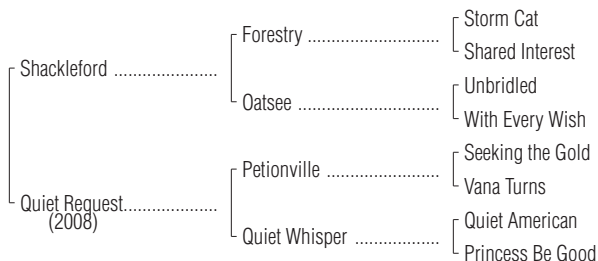 Storm Cat
Forestry ............................
Shared Interest
Shackleford ......................
Unbridled
Oatsee ..............................
With Every Wish
Seeking the Gold
Petionville ........................
Vana Turns
Quiet Request....................
(2008)
Quiet American
Quiet Whisper ..................
Princess Be Good